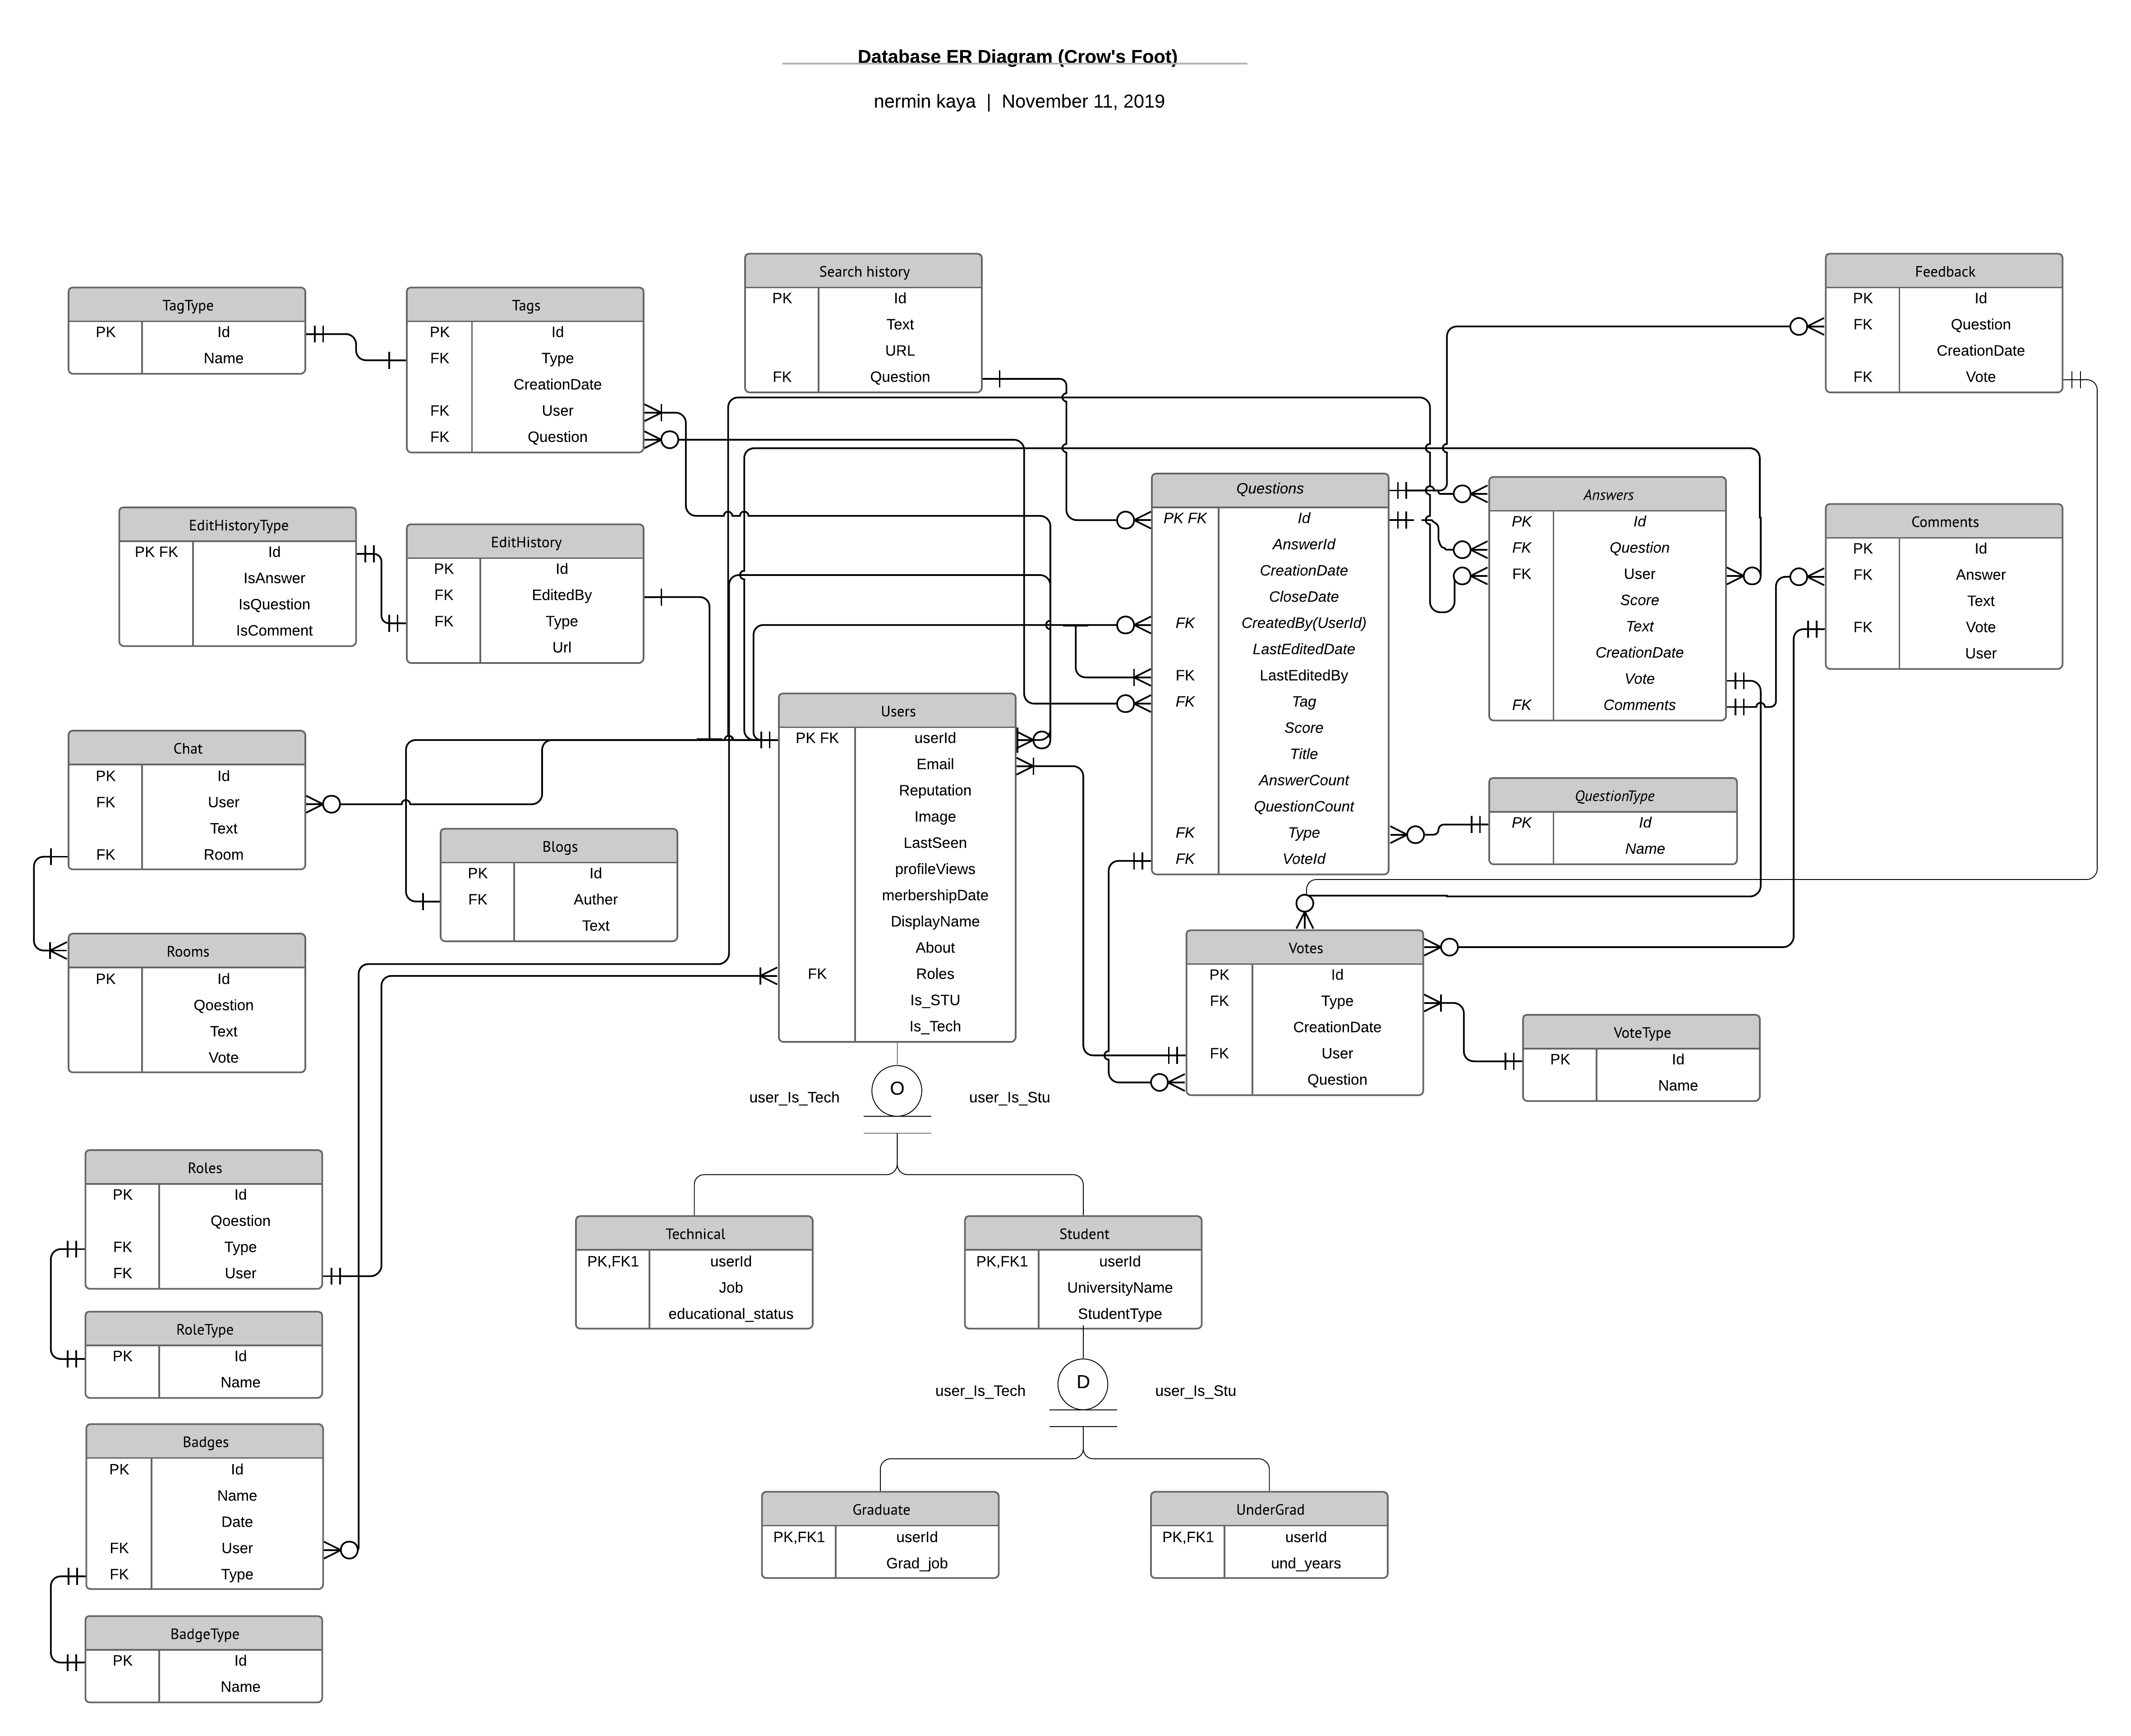 Database ER Diagram (Crow's Foot)
nermin kaya | November 11, 2019
Search history
PK Id
Text
URL
FK Question
Feedback
PK Id
FK Question
CreationDate
FK Vote
TagType
PK Id
Name
Tags
PK Id
FK Type
CreationDate
FK User
FK Question
Questions
PK FK Id
AnswerId
CreationDate
CloseDate
FK CreatedBy(UserId)
LastEditedDate
FK LastEditedBy
FK Tag
Score
Title
AnswerCount
QuestionCount
FK Type
FK VoteId
Answers
PK Id
FK Question
FK User
Score
Text
CreationDate
Vote
FK Comments
Comments
PK Id
FK Answer
Text
FK Vote
User
EditHistoryType
PK FK Id
IsAnswer
IsQuestion
IsComment
EditHistory
PK Id
FK EditedBy
FK Type
Url
Users
PK FK userId
Email
Reputation
Image
LastSeen
profileViews
merbershipDate
DisplayName
About
FK Roles
Is_STU
Is_Tech
Chat
PK Id
FK User
Text
FK Room
QuestionType
PK Id
Name
Blogs
PK Id
FK Auther
Text
Rooms
PK Id
Qoestion
Text
Vote
Votes
PK Id
FK Type
CreationDate
FK User
Question
VoteType
PK Id
Name
O
user_Is_Tech user_Is_Stu
Roles
PK Id
Qoestion
FK Type
FK User
Technical
PK,FK1 userId
Job
educational_status
Student
PK,FK1 userId
UniversityName
StudentType
RoleType
PK Id
Name
D
user_Is_Tech user_Is_Stu
Badges
PK Id
Name
Date
FK User
FK Type
Graduate
PK,FK1 userId
Grad_job
UnderGrad
PK,FK1 userId
und_years
BadgeType
PK Id
Name